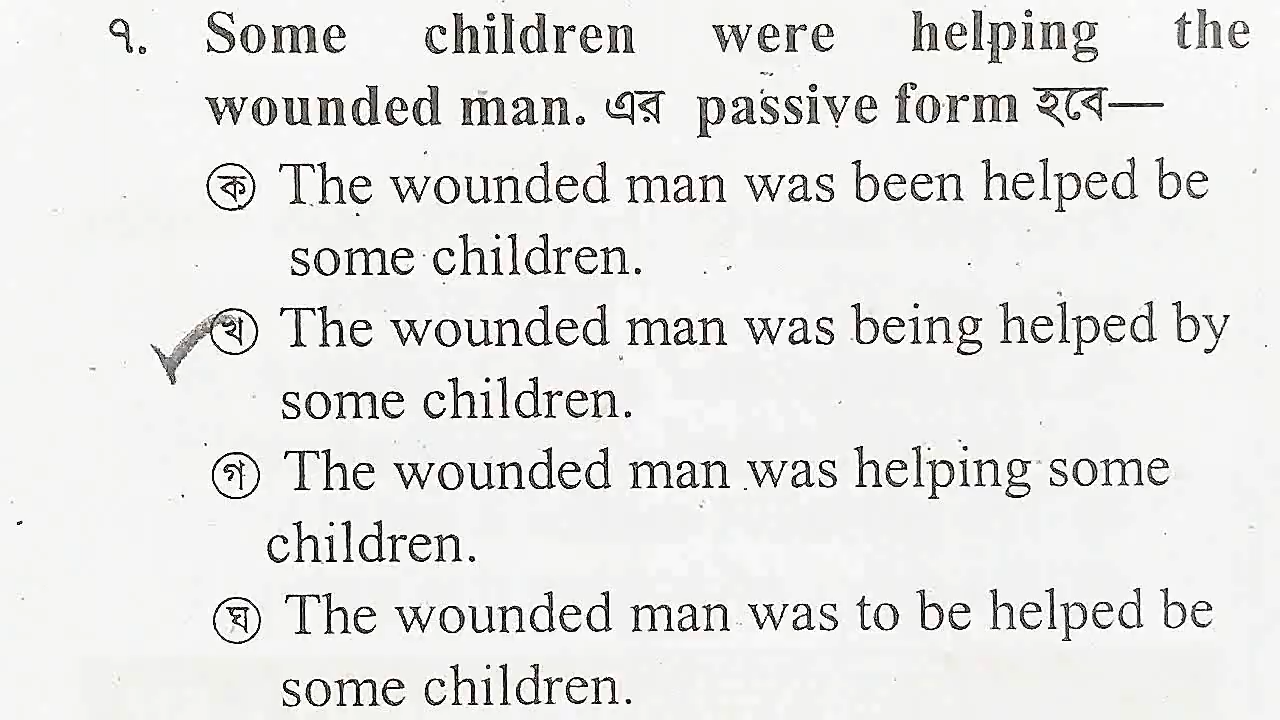 ৭. Some children were helping the
wounded man. এর passive form হবে—
ক The wounded man was been helped be
some children.
খ The wounded man was being helped by
some children.
গ The wounded man was helping some
children.
ঘ The wounded man was to be helped be
some children.